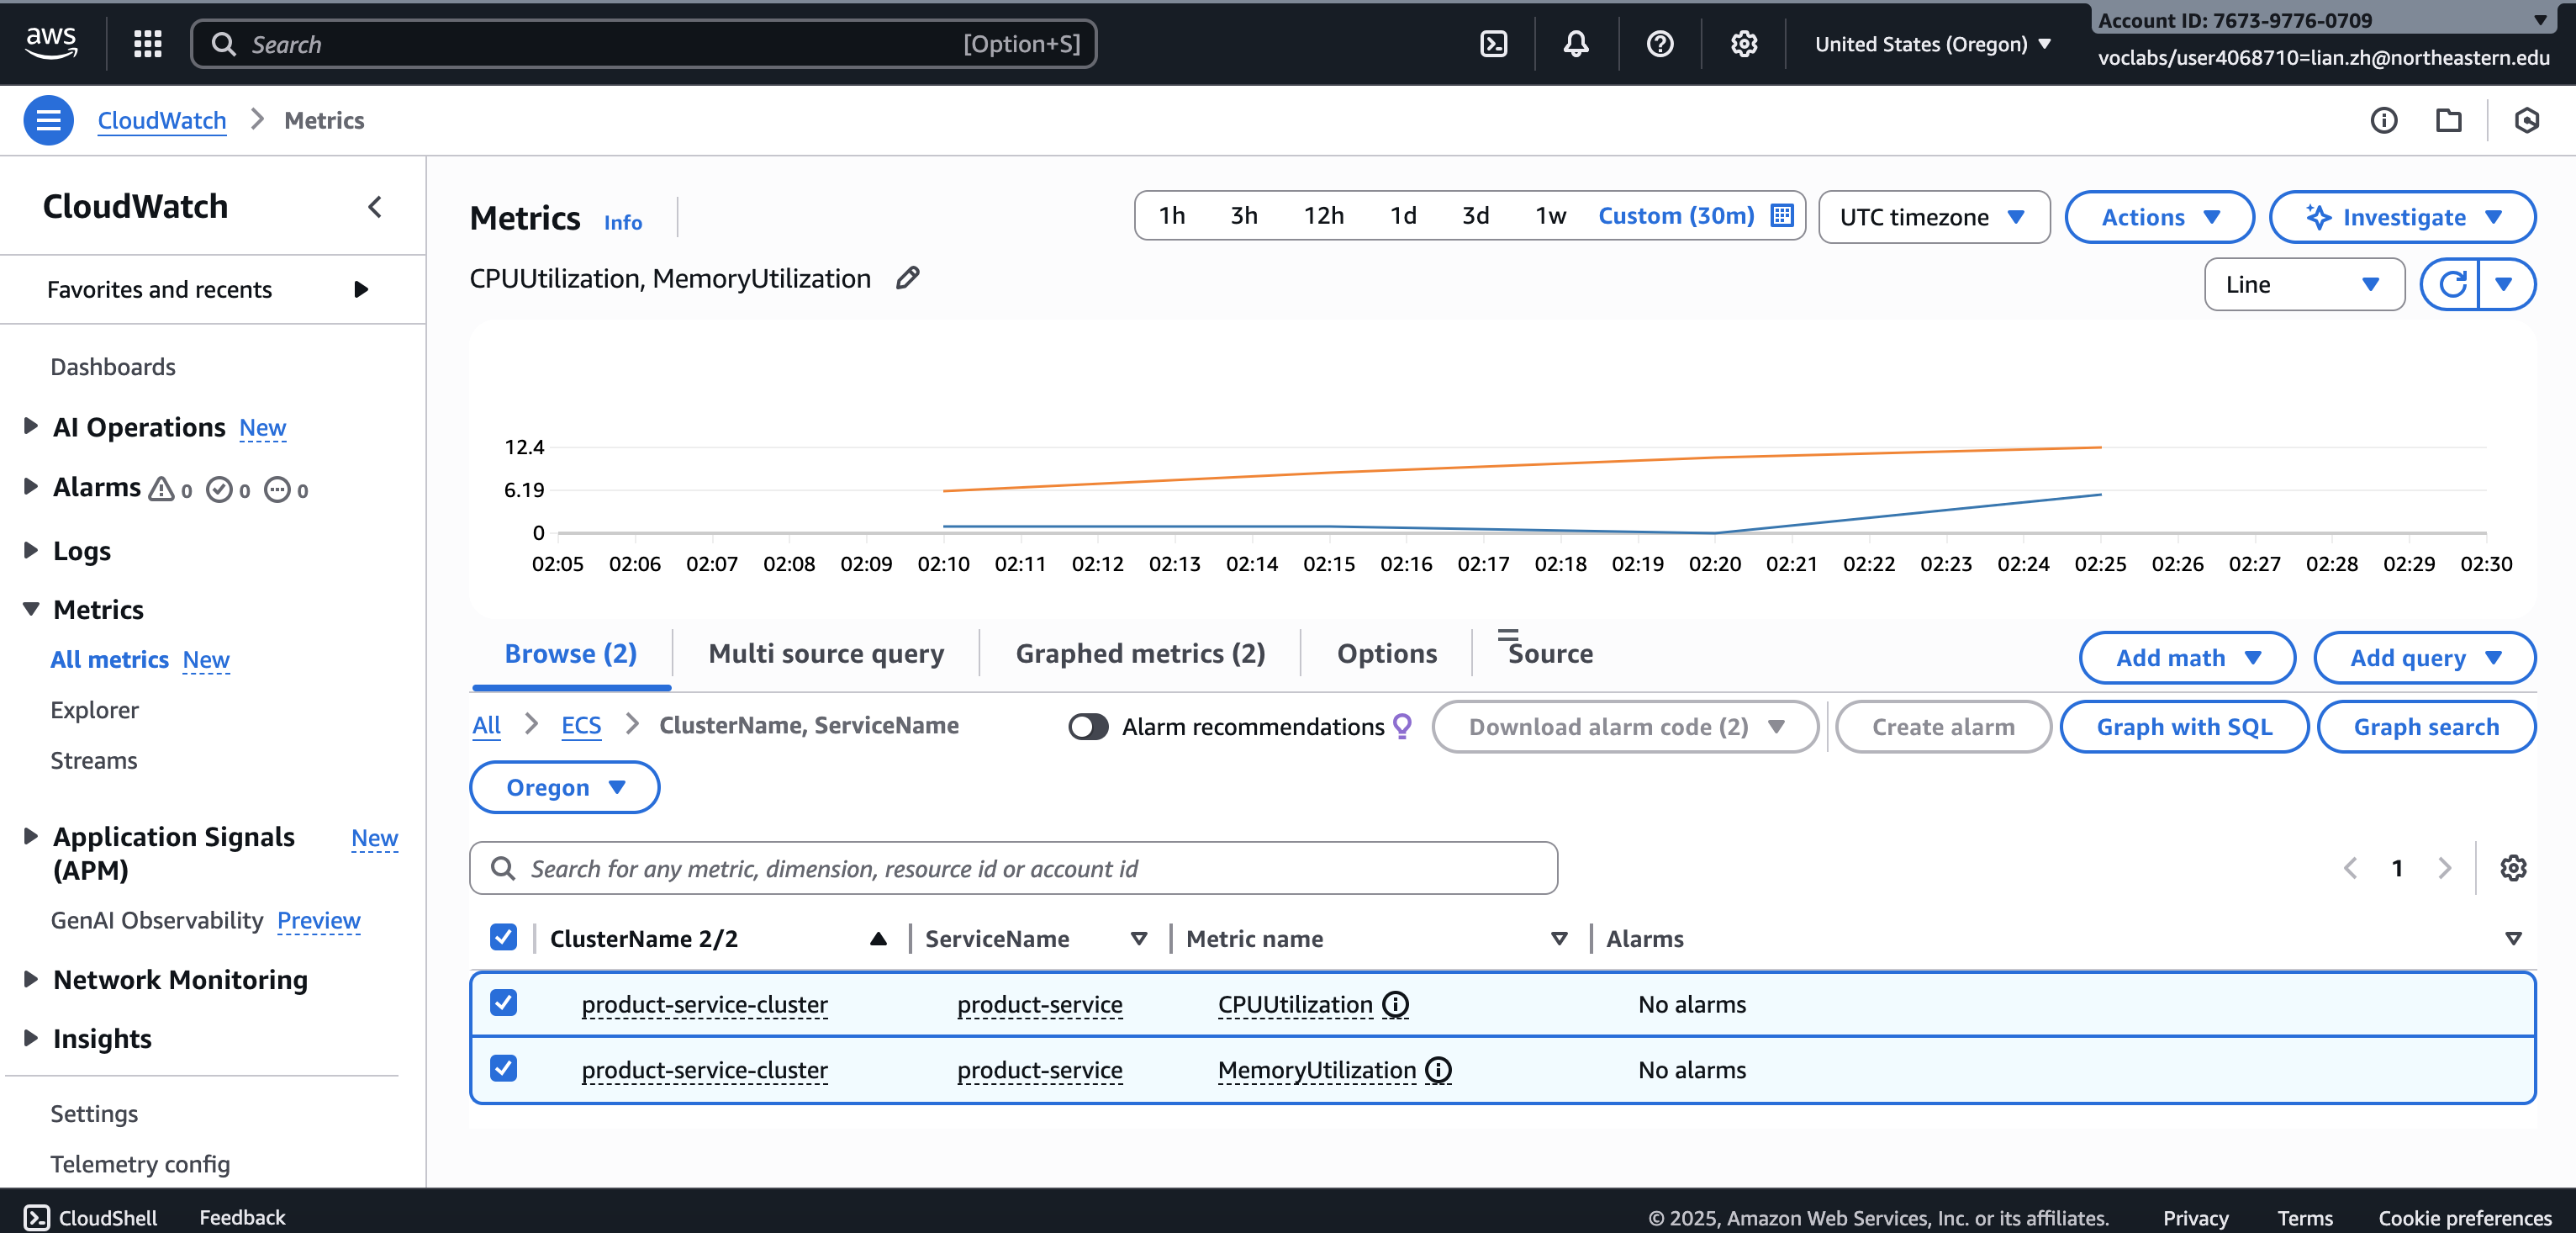 aws
Search [Option+S]
United States (Oregon)
Account ID: 7673-9776-0709
voclabs/user4068710=lian.zh@northeastern.edu
CloudWatch
Metrics
CloudWatch
Favorites and recents
Dashboards
AI Operations New
Alarms 0 0 0
Logs
Metrics
All metrics New
Explorer
Streams
Application Signals (APM) New
GenAI Observability Preview
Network Monitoring
Insights
Settings
Telemetry config
Metrics Info
1h 3h 12h 1d 3d 1w Custom (30m)
UTC timezone
Actions
Investigate
CPUUtilization, MemoryUtilization
Line
12.4
6.19
0
02:05 02:06 02:07 02:08 02:09 02:10 02:11 02:12 02:13 02:14 02:15 02:16 02:17 02:18 02:19 02:20 02:21 02:22 02:23 02:24 02:25 02:26 02:27 02:28 02:29 02:30
Browse (2) Multi source query Graphed metrics (2) Options Source
Add math Add query
All ECS ClusterName, ServiceName
Alarm recommendations
Download alarm code (2)
Create alarm
Graph with SQL
Graph search
Oregon
Search for any metric, dimension, resource id or account id
1
ClusterName 2/2 ServiceName Metric name Alarms
product-service-cluster product-service CPUUtilization No alarms
product-service-cluster product-service MemoryUtilization No alarms
CloudShell Feedback
© 2025, Amazon Web Services, Inc. or its affiliates. Privacy Terms Cookie preferences